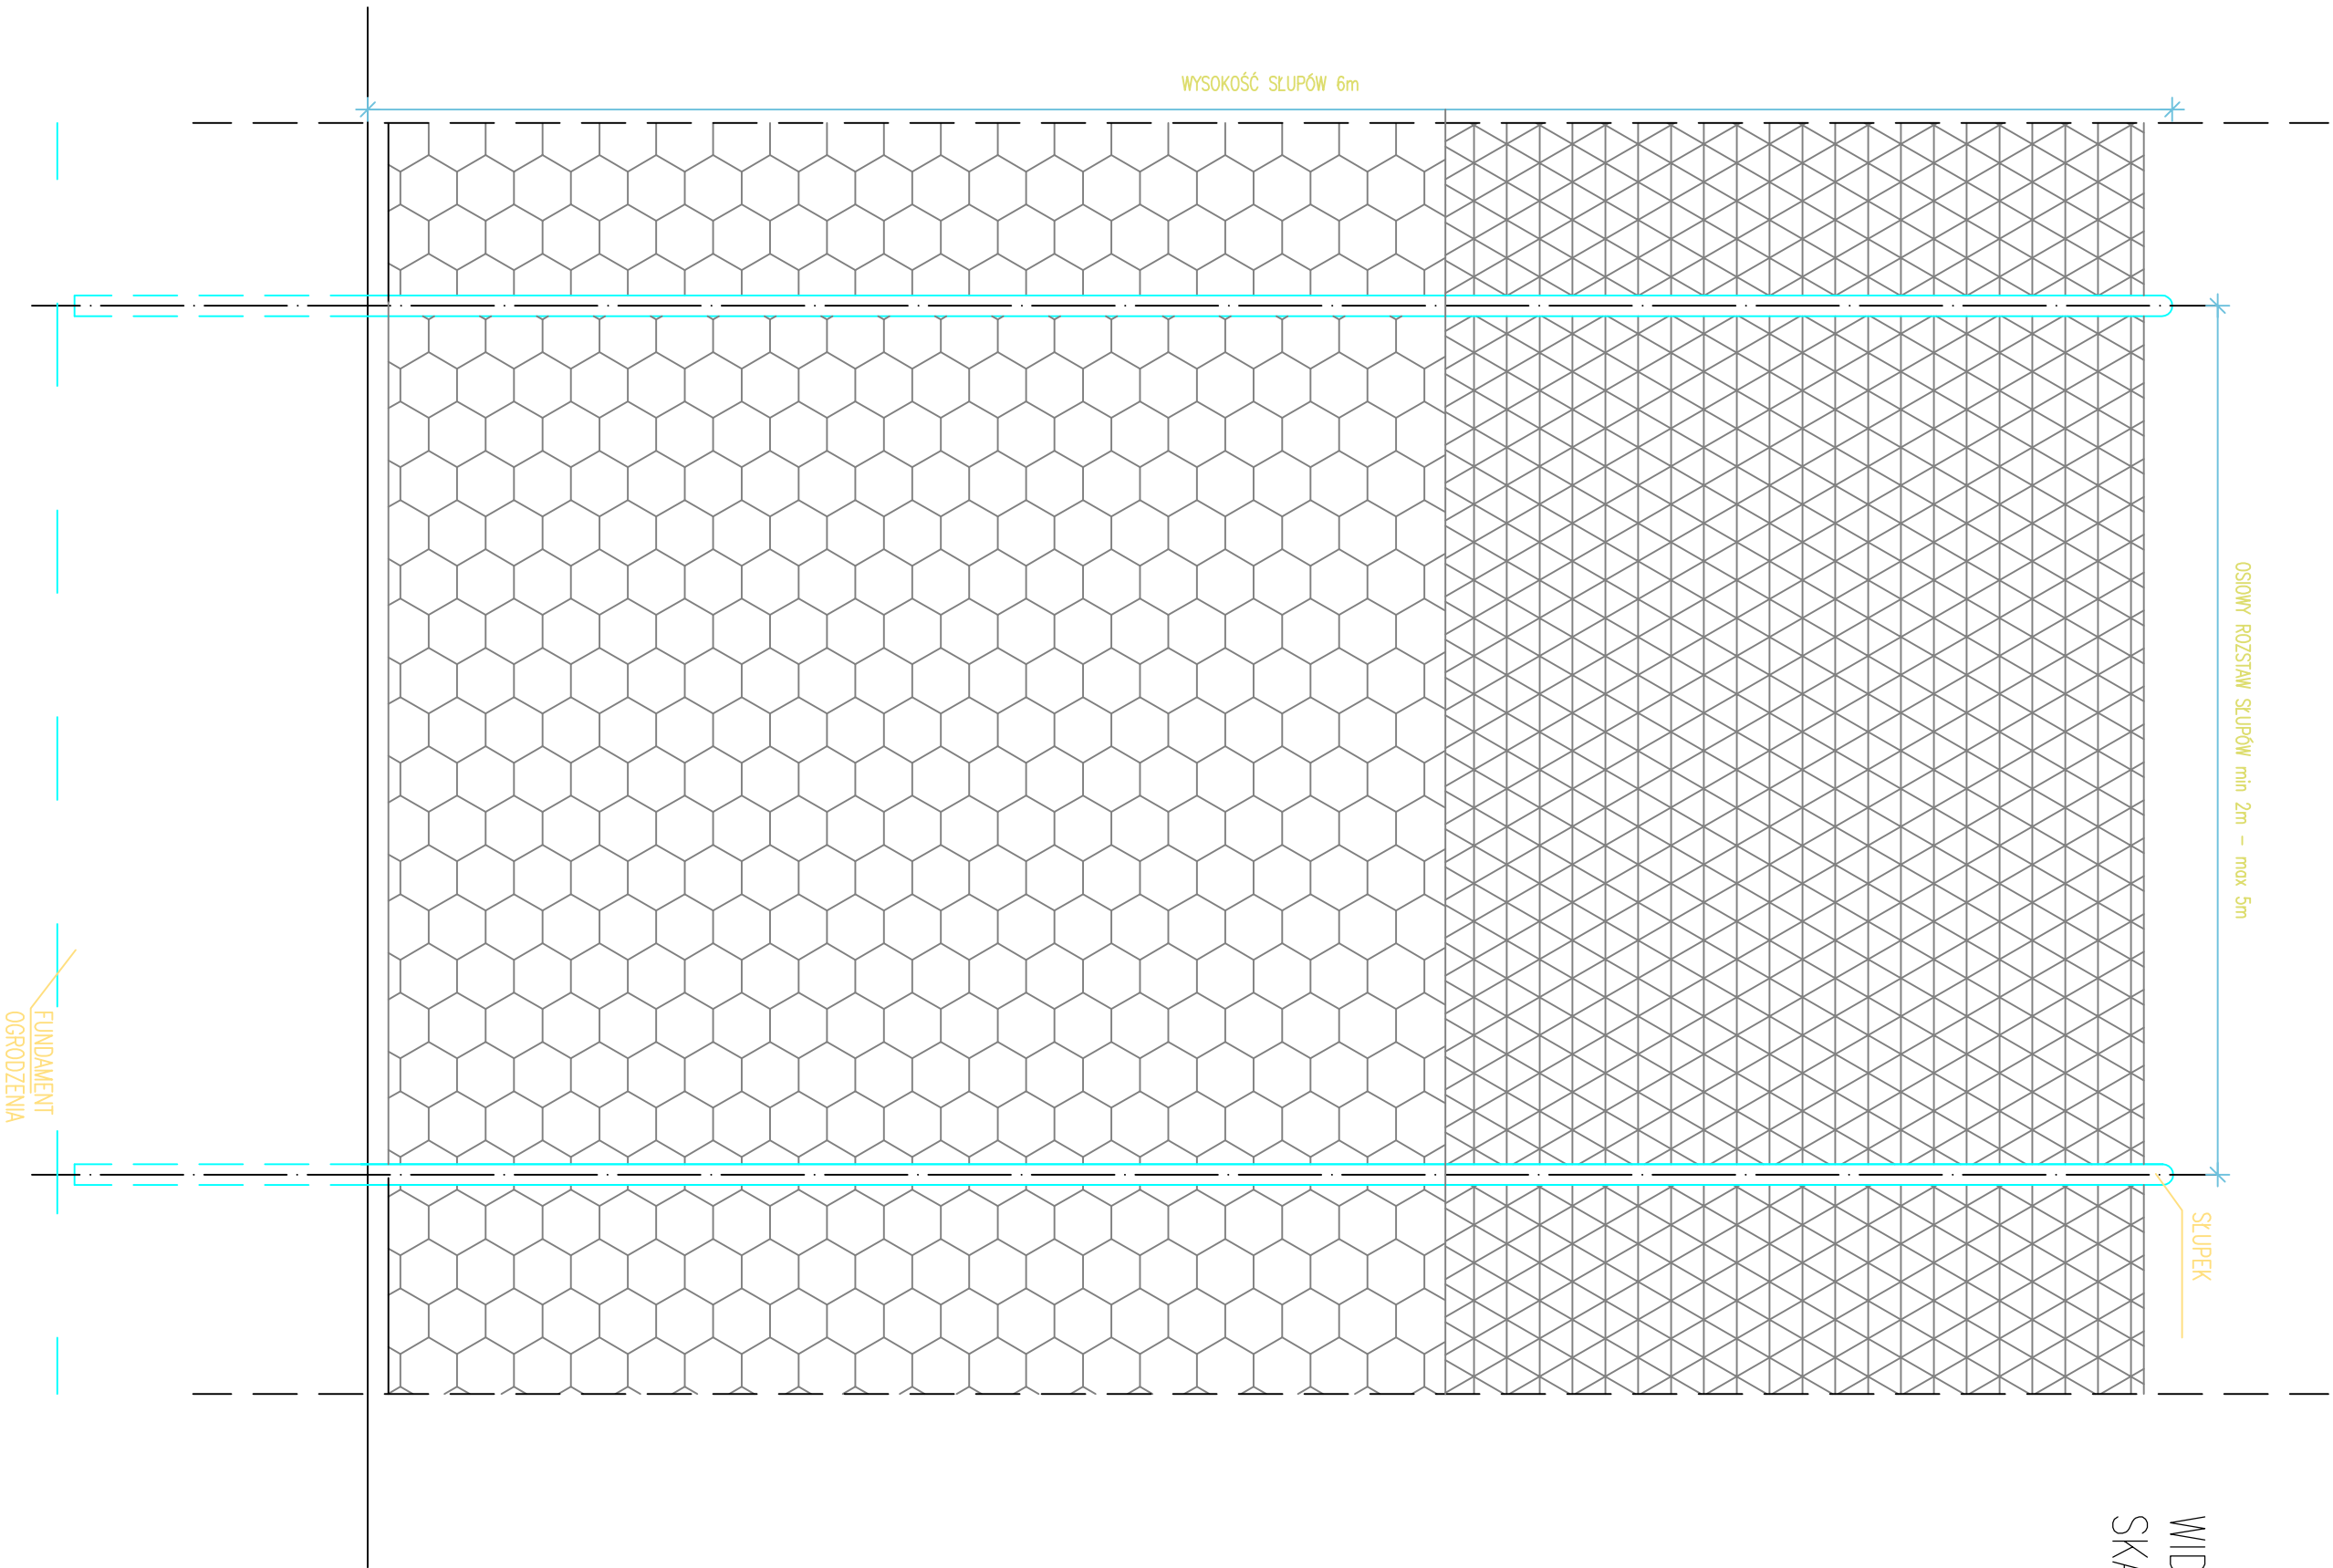 WYSOKOŚĆ SŁUPÓW 6m
OSIOWY ROZSTAW SŁUPÓW min 2m - max 5m
FUNDAMENT
OGRODZENIA
SŁUPEK